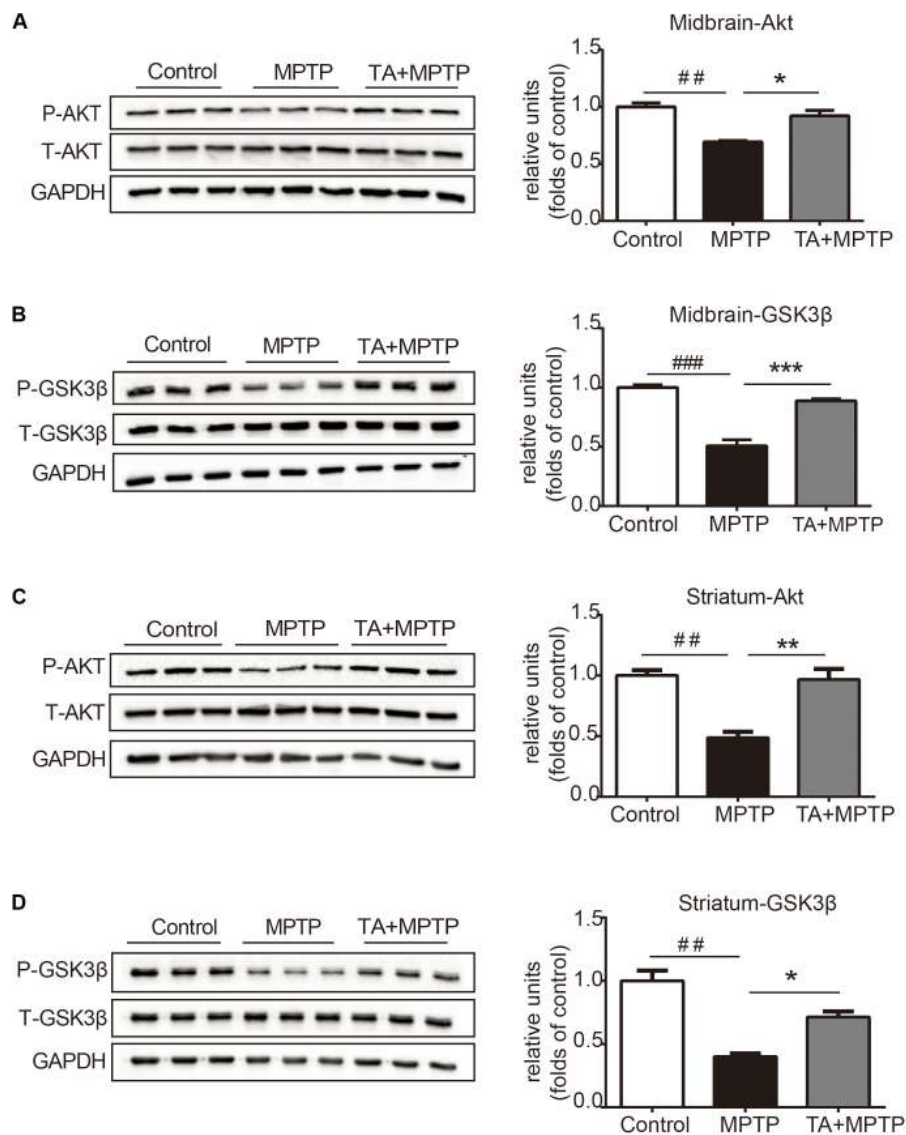 A
Control MPTP TA+MPTP
P-AKT
T-AKT
GAPDH
Midbrain-Akt
relative units
(folds of control)
1.5
1.0
0.5
0.0
## *
Control MPTP TA+MPTP
B
Control MPTP TA+MPTP
P-GSK3β
T-GSK3β
GAPDH
Midbrain-GSK3β
relative units
(folds of control)
1.5
1.0
0.5
0.0
### ***
Control MPTP TA+MPTP
C
Control MPTP TA+MPTP
P-AKT
T-AKT
GAPDH
Striatum-Akt
relative units
(folds of control)
1.5
1.0
0.5
0.0
## **
Control MPTP TA+MPTP
D
Control MPTP TA+MPTP
P-GSK3β
T-GSK3β
GAPDH
Striatum-GSK3β
relative units
(folds of control)
1.5
1.0
0.5
0.0
## *
Control MPTP TA+MPTP